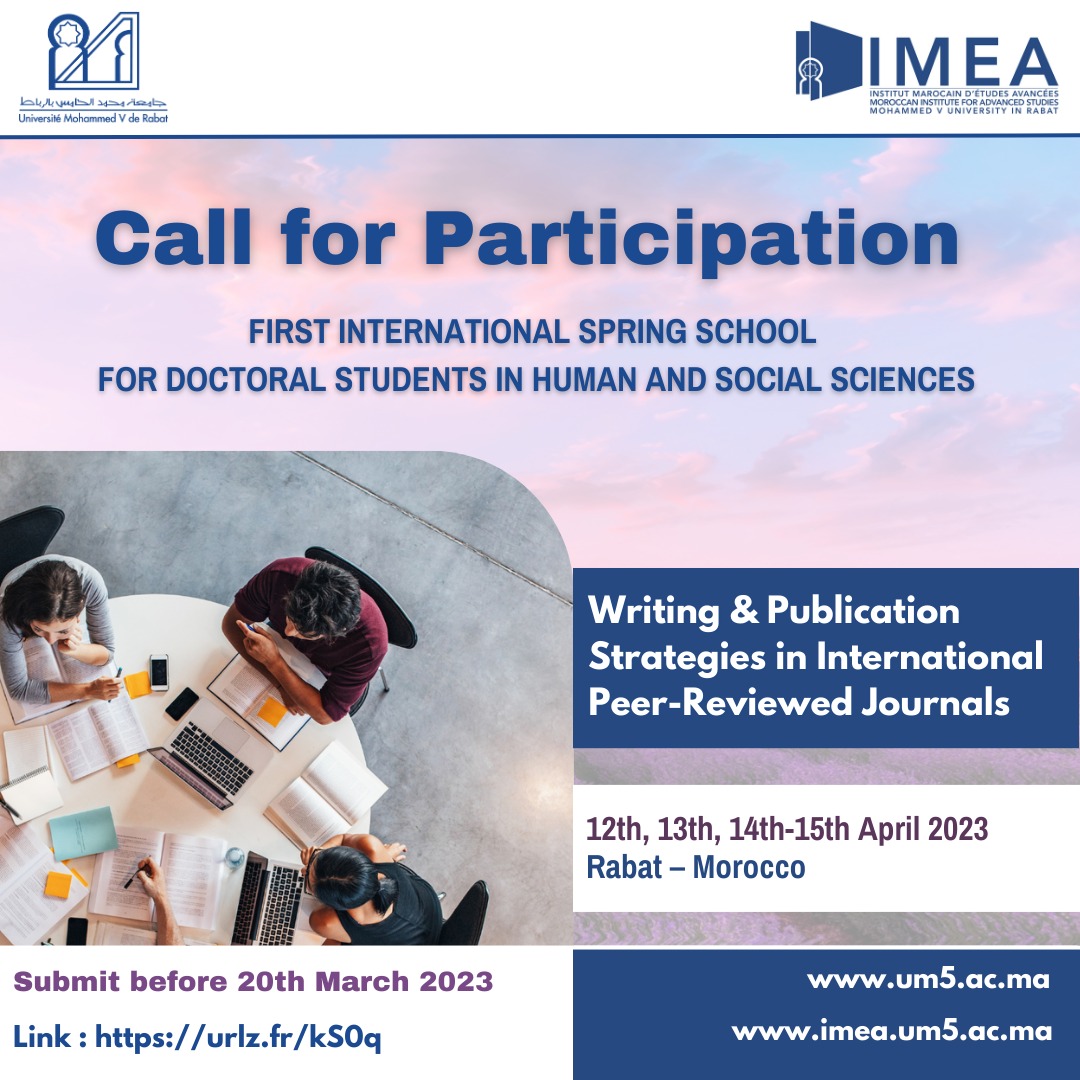 جامعة محمد الخامس بالرباط
Université Mohammed V de Rabat
IMEA
INSTITUT MAROCAIN D'ÉTUDES AVANCÉES
MOROCCAN INSTITUTE FOR ADVANCED STUDIES
MOHAMMED V UNIVERSITY IN RABAT
Call for Participation
FIRST INTERNATIONAL SPRING SCHOOL
FOR DOCTORAL STUDENTS IN HUMAN AND SOCIAL SCIENCES
Writing & Publication
Strategies in International
Peer-Reviewed Journals
12th, 13th, 14th-15th April 2023
Rabat – Morocco
Submit before 20th March 2023
Link : https://urlz.fr/kS0q
www.um5.ac.ma
www.imea.um5.ac.ma